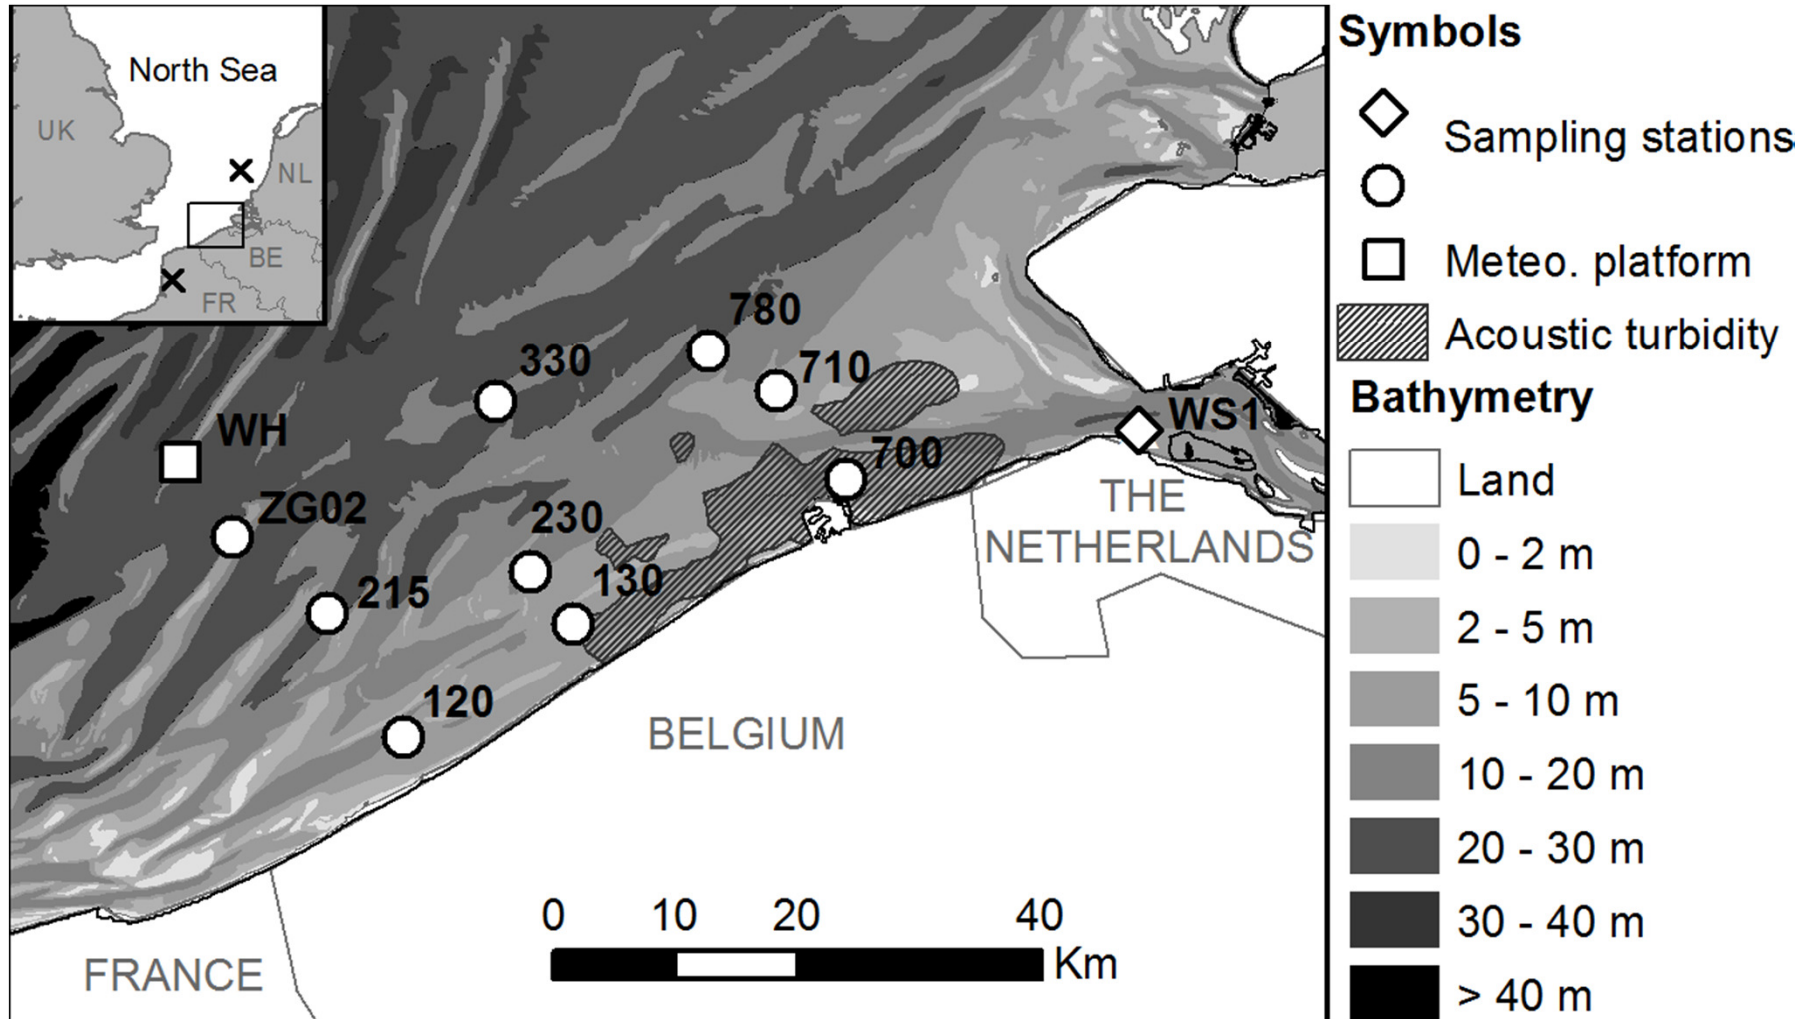 North Sea
UK
NL
BE
FR
780
330
710
WH
WS1
700
ZG02
230
THE
NETHERLANDS
130
215
120
BELGIUM
0 10 20 40
Km
FRANCE
Symbols
Sampling stations
Meteo. platform
Acoustic turbidity
Bathymetry
Land
0 - 2 m
2 - 5 m
5 - 10 m
10 - 20 m
20 - 30 m
30 - 40 m
> 40 m